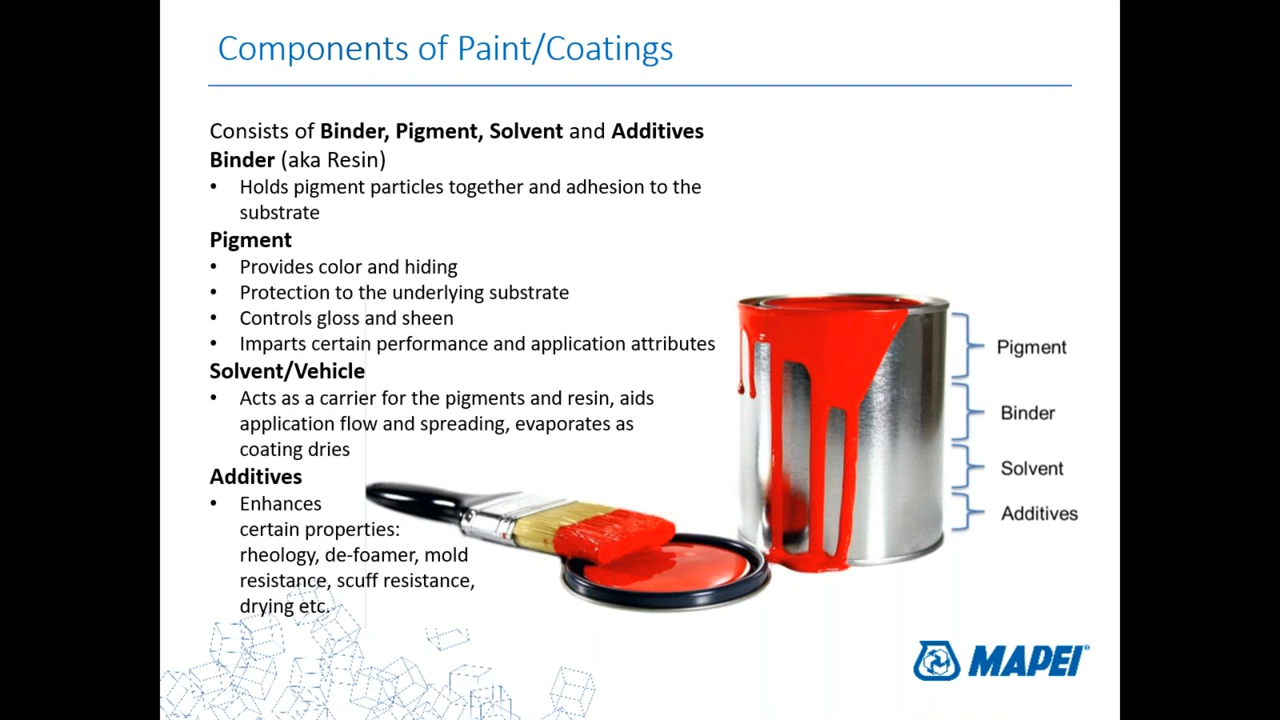 Components of Paint/Coatings
Consists of Binder, Pigment, Solvent and Additives
Binder (aka Resin)
• Holds pigment particles together and adhesion to the
substrate
Pigment
• Provides color and hiding
• Protection to the underlying substrate
• Controls gloss and sheen
• Imparts certain performance and application attributes
Solvent/Vehicle
• Acts as a carrier for the pigments and resin, aids
application flow and spreading, evaporates as
coating dries
Additives
• Enhances
certain properties:
rheology, de-foamer, mold
resistance, scuff resistance,
drying etc.
Pigment
Binder
Solvent
Additives
MAPEI®